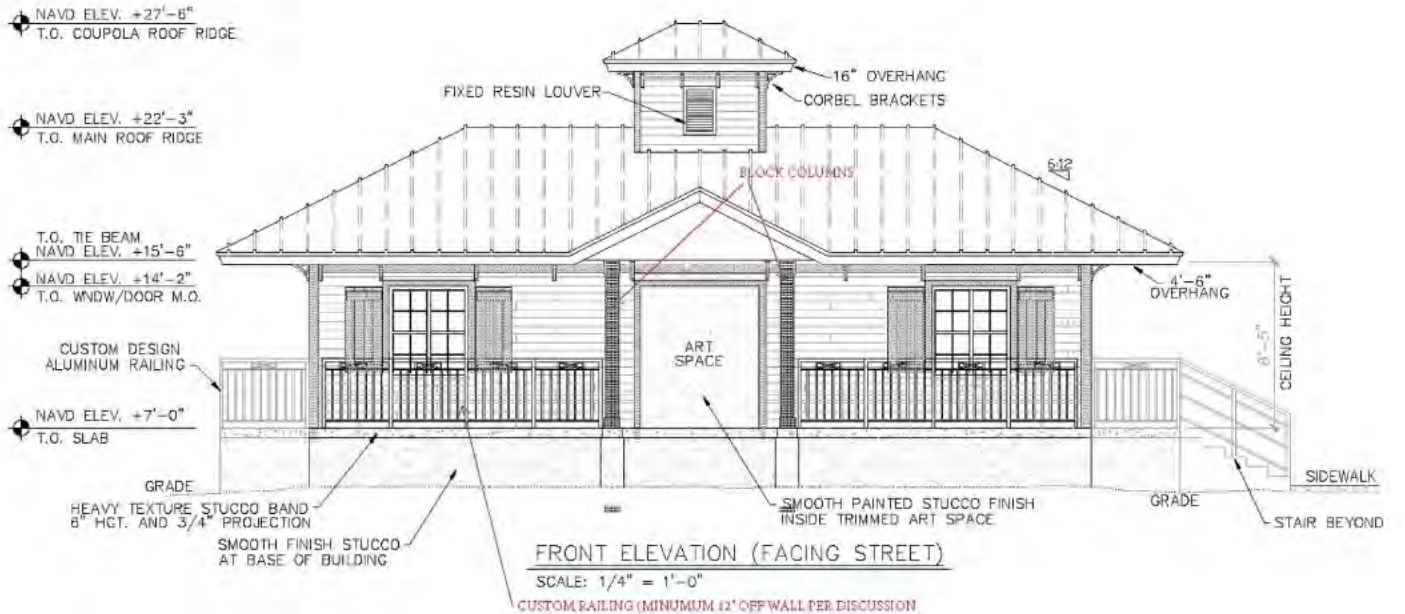 NAVD ELEV. +27'-6"
T.O. COUPOLA ROOF RIDGE
16" OVERHANG
FIXED RESIN LOUVER
CORBEL BRACKETS
NAVD ELEV. +22'-3"
T.O. MAIN ROOF RIDGE
BLOCK COLUMNS
6:12
T.O. TIE BEAM
NAVD ELEV. +15'-6"
NAVD ELEV. +14'-2"
T.O. WNDW/DOOR M.O.
4'-6"
OVERHANG
8'-5"
CEILING HEIGHT
ART
SPACE
CUSTOM DESIGN
ALUMINUM RAILING
NAVD ELEV. +7'-0"
T.O. SLAB
GRADE
HEAVY TEXTURE STUCCO BAND
6" HGT. AND 3/4" PROJECTION
SMOOTH FINISH STUCCO
AT BASE OF BUILDING
SMOOTH PAINTED STUCCO FINISH
INSIDE TRIMMED ART SPACE
GRADE
SIDEWALK
STAIR BEYOND
FRONT ELEVATION (FACING STREET)
SCALE: 1/4" = 1'-0"
CUSTOM RAILING (MINUMUM 12" OFF WALL PER DISCUSSION